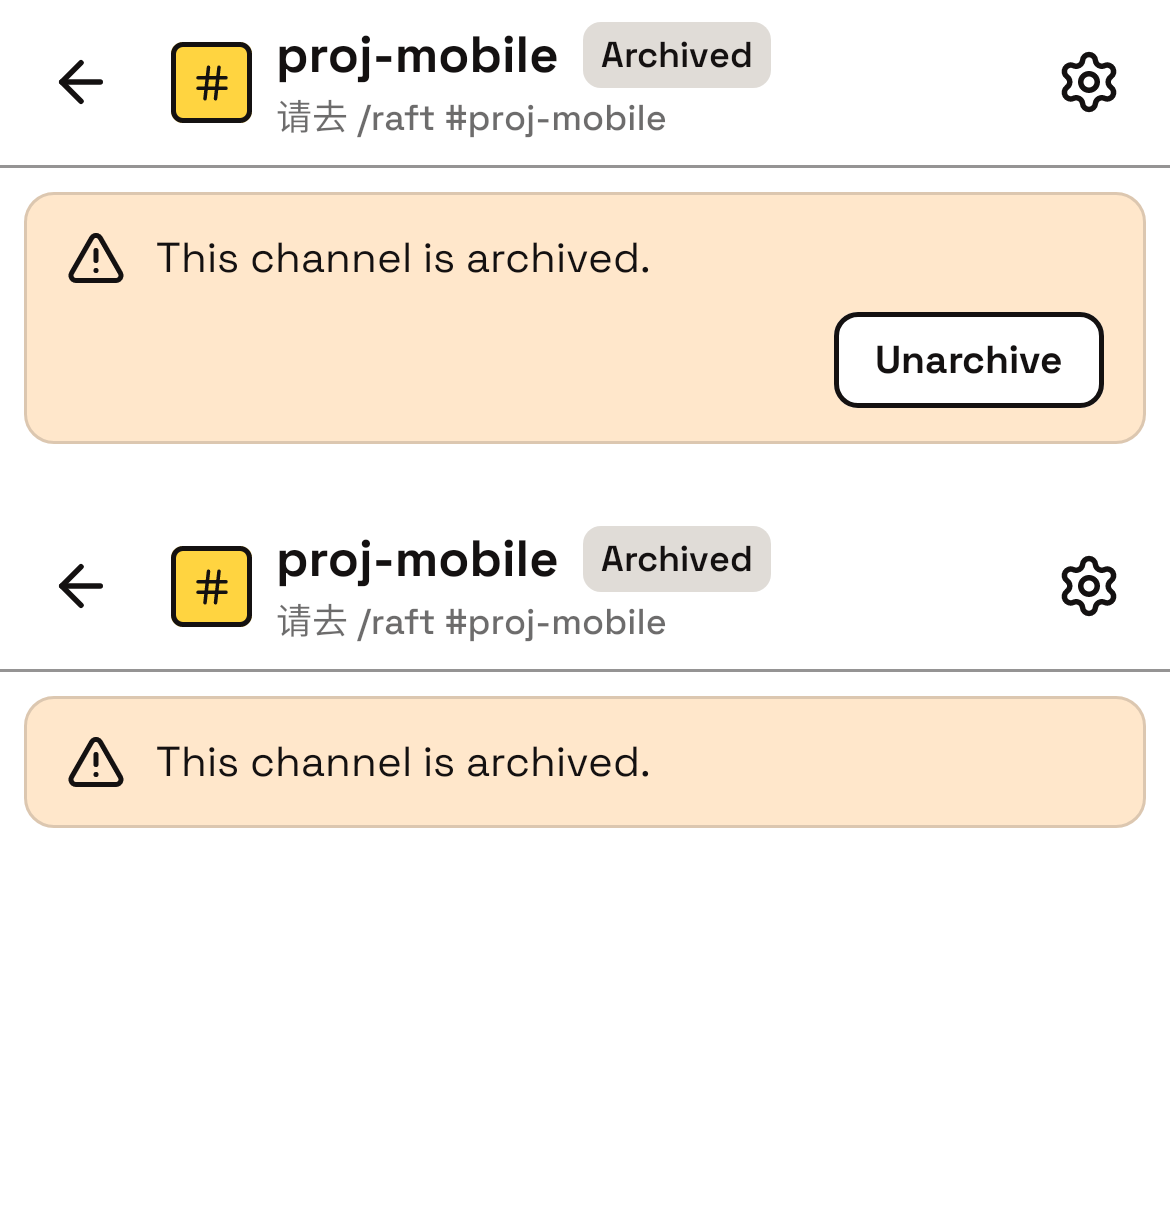 # proj-mobile Archived
请去 /raft #proj-mobile
This channel is archived.
Unarchive
# proj-mobile Archived
请去 /raft #proj-mobile
This channel is archived.